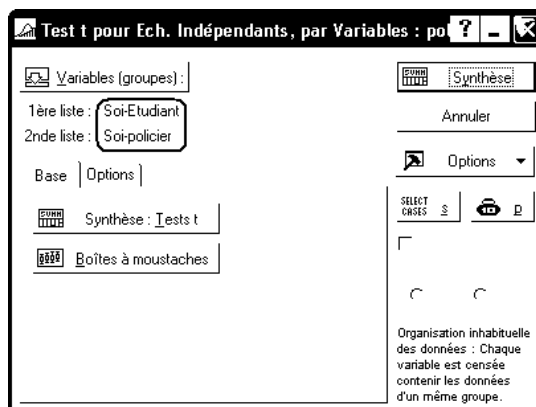 Test t pour Ech. Indépendants, par Variables : po
? _
Variables (groupes) :
1ère liste : Soi-Etudiant
2nde liste : Soi-policier
Base Options
Synthèse : Tests t
Boîtes à moustaches
Synthèse
Annuler
Options
SELECT CASES S D
Organisation inhabituelle
des données : Chaque
variable est censée
contenir les données
d'un même groupe.